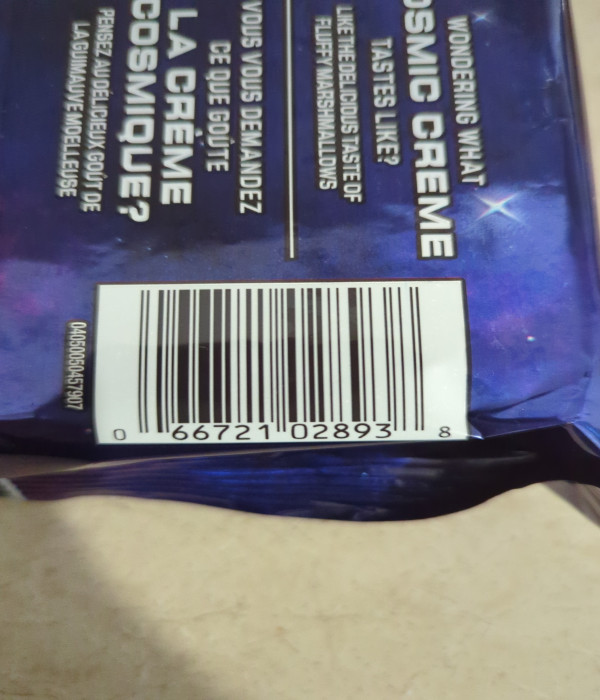 WONDERING WHAT
OSMIC CREME
TASTES LIKE?
LIKE THE DELICIOUS TASTE OF
FLUFFY MARSHMALLOWS
VOUS VOUS DEMANDEZ
CE QUE GOÛTE
LA CRÈME
COSMIQUE?
PENSEZ AU DÉLICIEUX GOÛT DE
LA GUIMAUVE MOELLEUSE
04050050457907
0 66721 02893 8